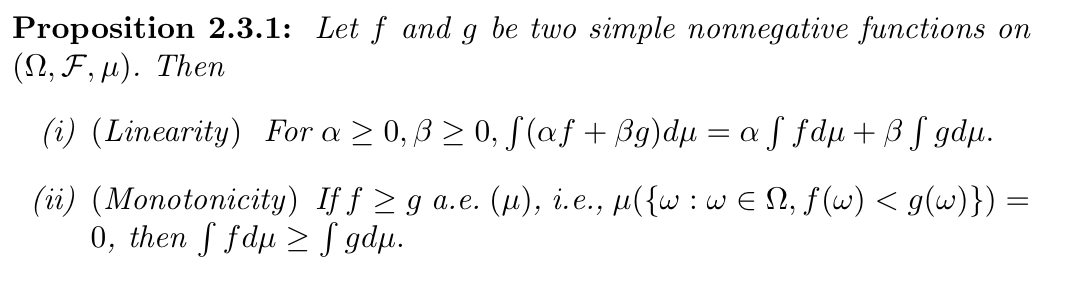 Proposition 2.3.1: Let f and g be two simple nonnegative functions on
(Ω, ℱ, μ). Then
(i) (Linearity) For α ≥ 0, β ≥ 0, ∫(αf + βg)dμ = α ∫ fdμ + β ∫ gdμ.
(ii) (Monotonicity) If f ≥ g a.e. (μ), i.e., μ({ω : ω ∈ Ω, f(ω) < g(ω)}) =
0, then ∫ fdμ ≥ ∫ gdμ.